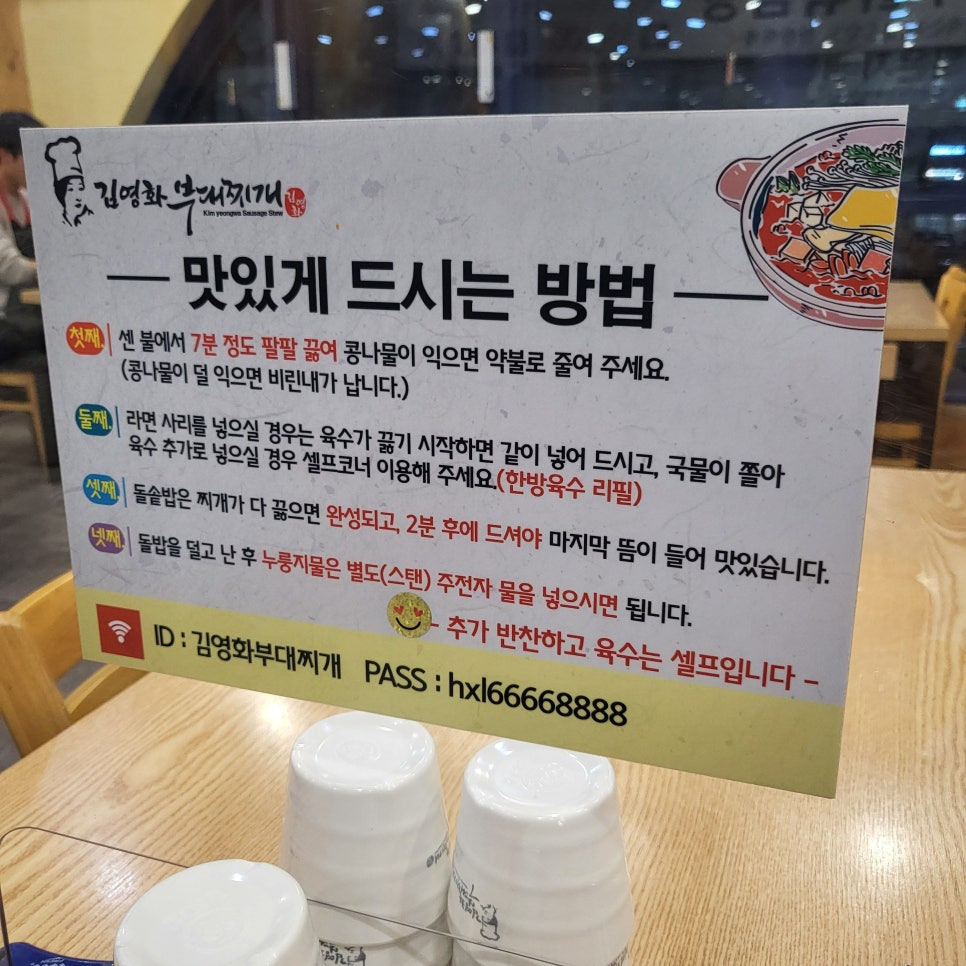 김영화 부대찌개
Kim yeongwa Sausage Stew
김영화
맛있게 드시는 방법
첫째. 센 불에서 7분 정도 팔팔 끓여 콩나물이 익으면 약불로 줄여 주세요.
(콩나물이 덜 익으면 비린내가 납니다.)
둘째. 라면 사리를 넣으실 경우는 육수가 끓기 시작하면 같이 넣어 드시고, 국물이 쫄아
육수 추가로 넣으실 경우 셀프코너 이용해 주세요.(한방육수 리필)
셋째. 돌솥밥은 찌개가 다 끓으면 완성되고, 2분 후에 드셔야 마지막 뜸이 들어 맛있습니다.
넷째. 돌밥을 덜고 난 후 누룽지물은 별도(스탠) 주전자 물을 넣으시면 됩니다.
- 추가 반찬하고 육수는 셀프입니다 -
ID : 김영화부대찌개 PASS : hxl66668888